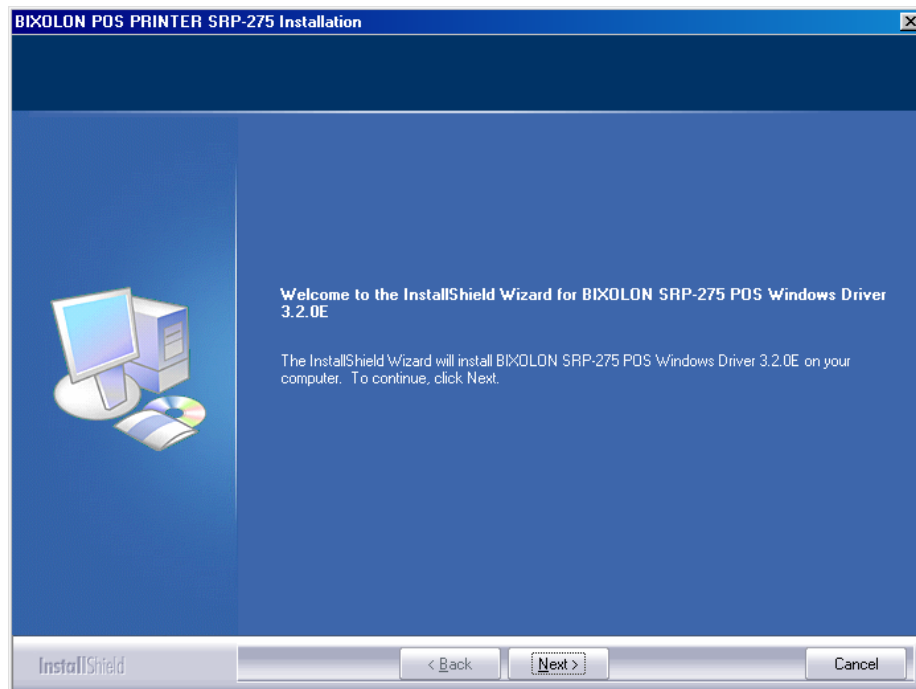 BIXOLON POS PRINTER SRP-275 Installation
Welcome to the InstallShield Wizard for BIXOLON SRP-275 POS Windows Driver
3.2.0E
The InstallShield Wizard will install BIXOLON SRP-275 POS Windows Driver 3.2.0E on your
computer. To continue, click Next.
InstallShield
< Back
Next >
Cancel